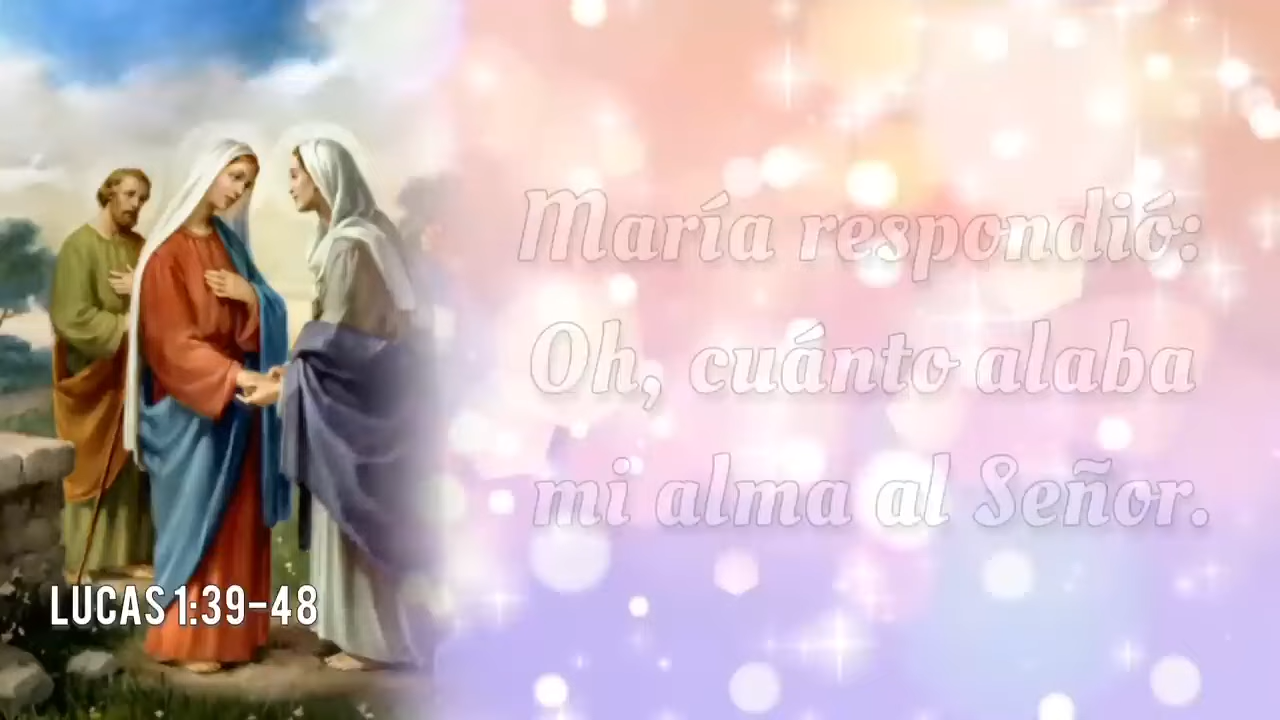 María respondió:
Oh, cuánto alaba
mi alma al Señor.
LUCAS 1:39-48